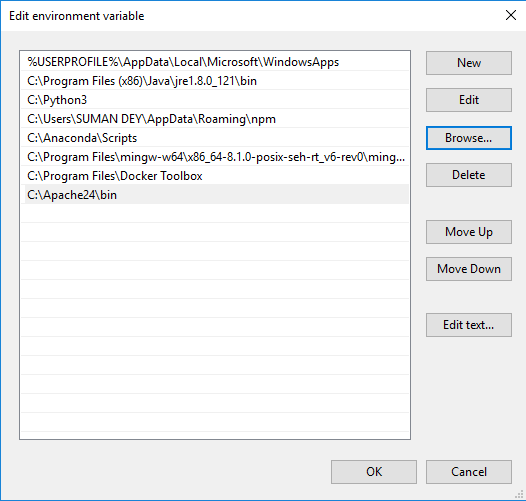 Edit environment variable
%USERPROFILE%\AppData\Local\Microsoft\WindowsApps
C:\Program Files (x86)\Java\jre1.8.0_121\bin
C:\Python3
C:\Users\SUMAN DEY\AppData\Roaming\npm
C:\Anaconda\Scripts
C:\Program Files\mingw-w64\x86_64-8.1.0-posix-seh-rt_v6-rev0\ming...
C:\Program Files\Docker Toolbox
C:\Apache24\bin
New
Edit
Browse...
Delete
Move Up
Move Down
Edit text...
OK
Cancel